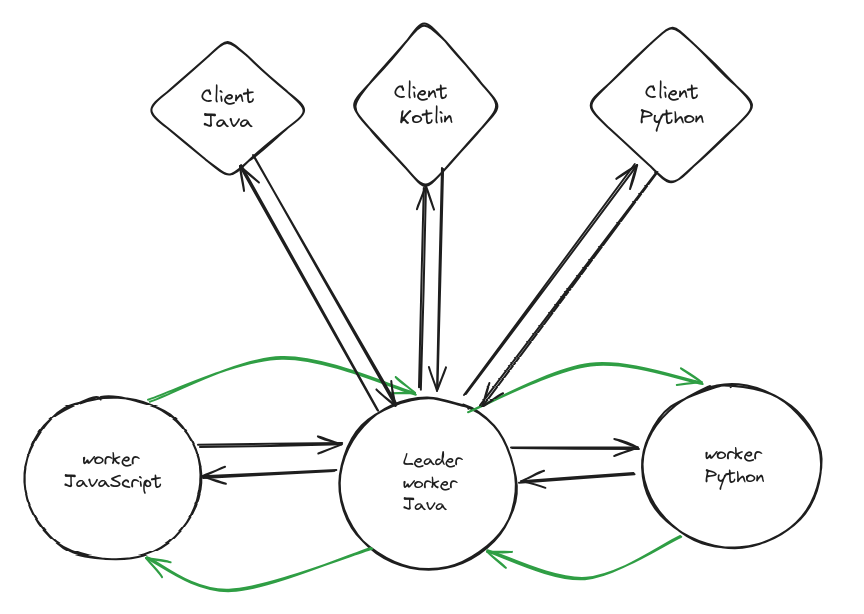 Client
Java
Client
Kotlin
Client
Python
worker
JavaScript
Leader
worker
Java
worker
Python